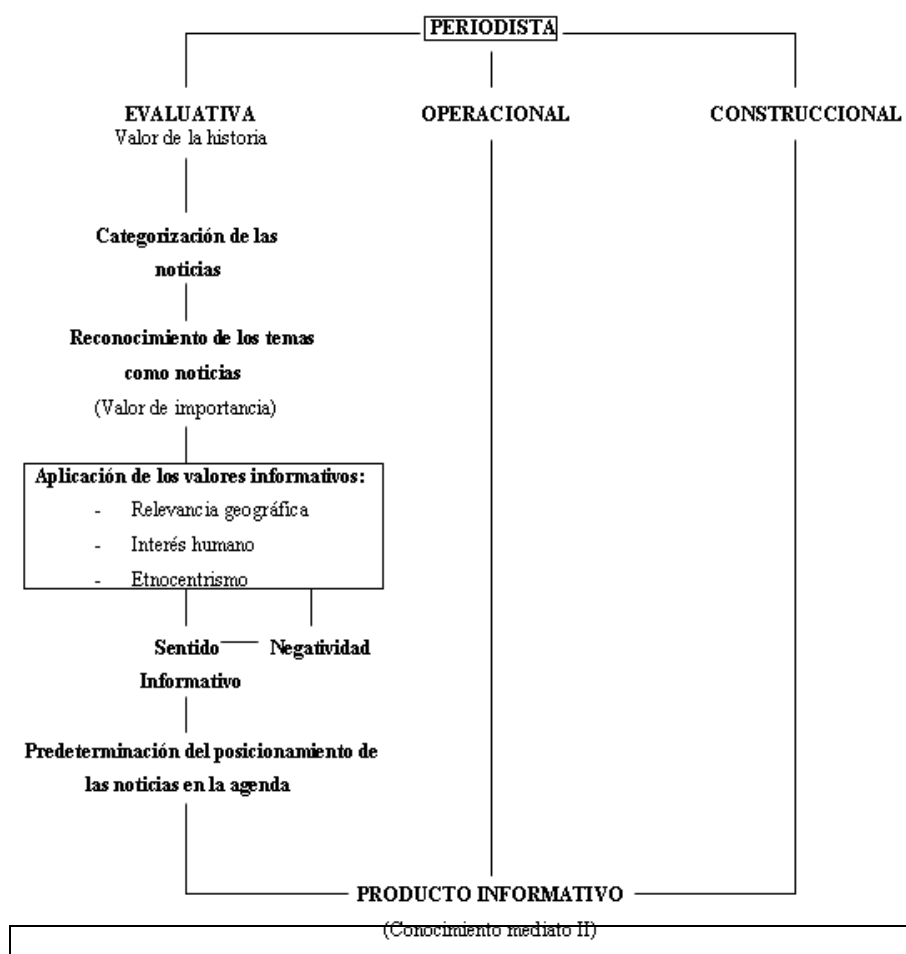 PERIODISTA
EVALUATIVA
Valor de la historia
OPERACIONAL
CONSTRUCCIONAL
Categorización de las
noticias
Reconocimiento de los temas
como noticias
(Valor de importancia)
Aplicación de los valores informativos:
- Relevancia geográfica
- Interés humano
- Etnocentrismo
Sentido
Informativo
Negatividad
Predeterminación del posicionamiento de
las noticias en la agenda
PRODUCTO INFORMATIVO
(Conocimiento mediato II)